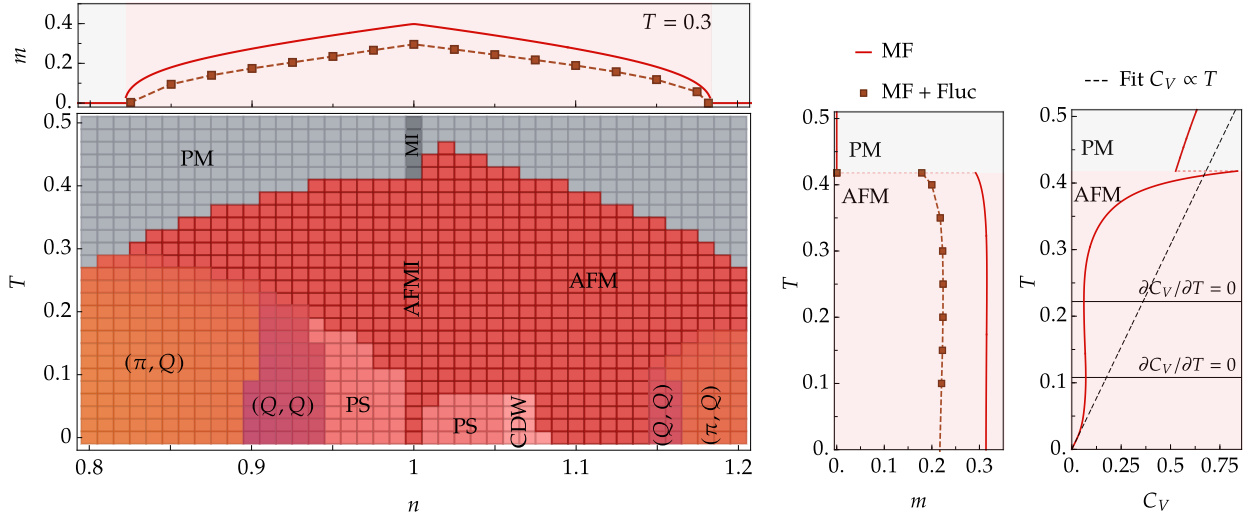 0.4
0.2
0.
m
T = 0.3
MF
MF + Fluc
Fit C_V ∝ T
0.5
0.4
0.3
0.2
0.1
0
T
PM
MI
AFMI
AFM
(π, Q)
(Q, Q)
PS
PS
CDW
(Q, Q)
(π, Q)
0.8
0.9
1
1.1
1.2
n
0.5
0.4
0.3
0.2
0.1
0.
T
PM
AFM
0.
0.1
0.2
0.3
m
0.5
0.4
0.3
0.2
0.1
0.
T
PM
AFM
∂C_V/∂T = 0
∂C_V/∂T = 0
0.
0.25
0.50
0.75
C_V